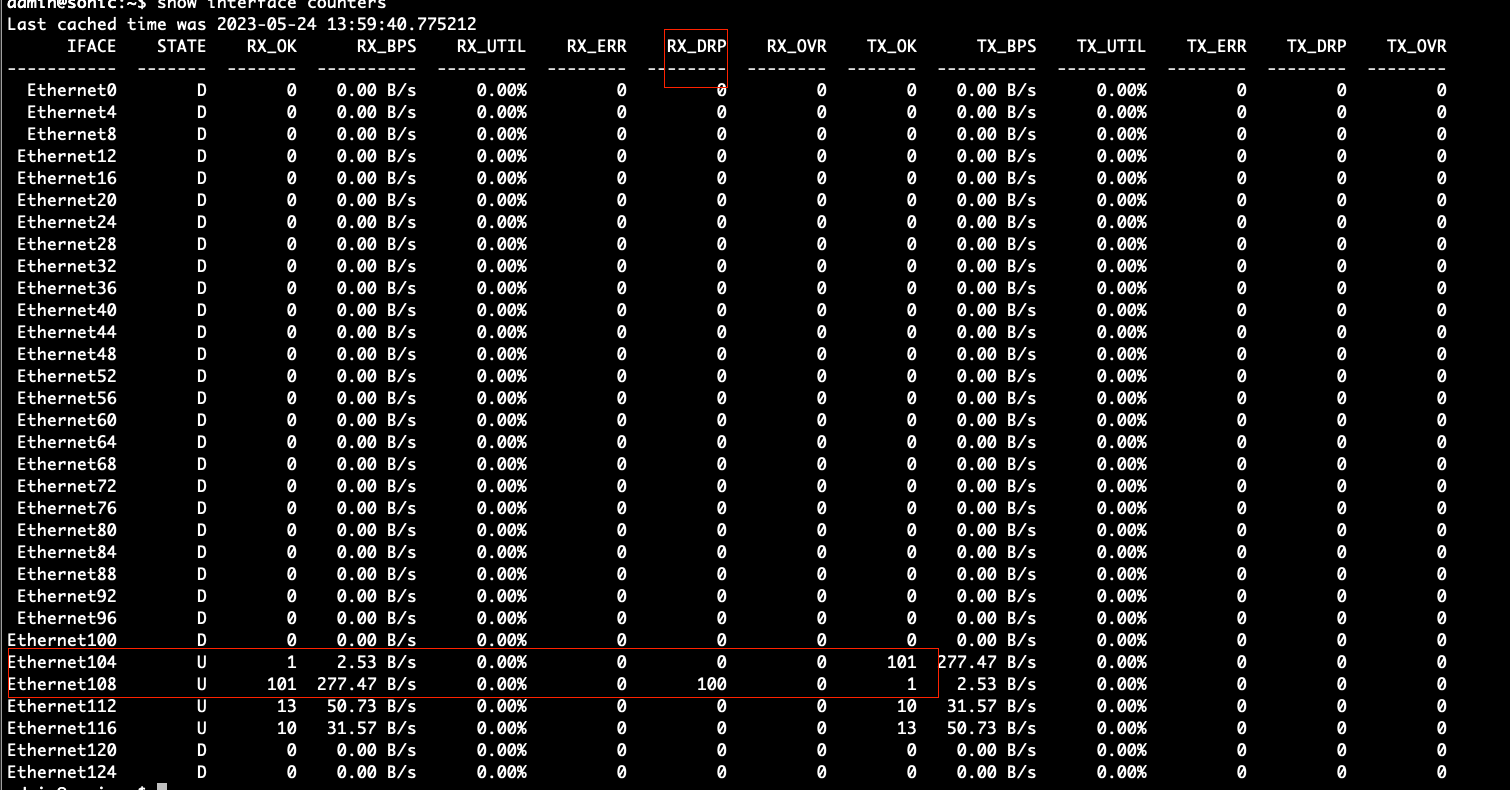 admin@sonic:~$ show interface counters
Last cached time was 2023-05-24 13:59:40.775212
      IFACE    STATE    RX_OK      RX_BPS    RX_UTIL    RX_ERR    RX_DRP    RX_OVR    TX_OK      TX_BPS    TX_UTIL    TX_ERR    TX_DRP    TX_OVR
-----------  -------  -------  ----------  ---------  --------  --------  --------  -------  ----------  ---------  --------  --------  --------
  Ethernet0        D        0    0.00 B/s      0.00%         0         0         0        0    0.00 B/s      0.00%         0         0         0
  Ethernet4        D        0    0.00 B/s      0.00%         0         0         0        0    0.00 B/s      0.00%         0         0         0
  Ethernet8        D        0    0.00 B/s      0.00%         0         0         0        0    0.00 B/s      0.00%         0         0         0
 Ethernet12        D        0    0.00 B/s      0.00%         0         0         0        0    0.00 B/s      0.00%         0         0         0
 Ethernet16        D        0    0.00 B/s      0.00%         0         0         0        0    0.00 B/s      0.00%         0         0         0
 Ethernet20        D        0    0.00 B/s      0.00%         0         0         0        0    0.00 B/s      0.00%         0         0         0
 Ethernet24        D        0    0.00 B/s      0.00%         0         0         0        0    0.00 B/s      0.00%         0         0         0
 Ethernet28        D        0    0.00 B/s      0.00%         0         0         0        0    0.00 B/s      0.00%         0         0         0
 Ethernet32        D        0    0.00 B/s      0.00%         0         0         0        0    0.00 B/s      0.00%         0         0         0
 Ethernet36        D        0    0.00 B/s      0.00%         0         0         0        0    0.00 B/s      0.00%         0         0         0
 Ethernet40        D        0    0.00 B/s      0.00%         0         0         0        0    0.00 B/s      0.00%         0         0         0
 Ethernet44        D        0    0.00 B/s      0.00%         0         0         0        0    0.00 B/s      0.00%         0         0         0
 Ethernet48        D        0    0.00 B/s      0.00%         0         0         0        0    0.00 B/s      0.00%         0         0         0
 Ethernet52        D        0    0.00 B/s      0.00%         0         0         0        0    0.00 B/s      0.00%         0         0         0
 Ethernet56        D        0    0.00 B/s      0.00%         0         0         0        0    0.00 B/s      0.00%         0         0         0
 Ethernet60        D        0    0.00 B/s      0.00%         0         0         0        0    0.00 B/s      0.00%         0         0         0
 Ethernet64        D        0    0.00 B/s      0.00%         0         0         0        0    0.00 B/s      0.00%         0         0         0
 Ethernet68        D        0    0.00 B/s      0.00%         0         0         0        0    0.00 B/s      0.00%         0         0         0
 Ethernet72        D        0    0.00 B/s      0.00%         0         0         0        0    0.00 B/s      0.00%         0         0         0
 Ethernet76        D        0    0.00 B/s      0.00%         0         0         0        0    0.00 B/s      0.00%         0         0         0
 Ethernet80        D        0    0.00 B/s      0.00%         0         0         0        0    0.00 B/s      0.00%         0         0         0
 Ethernet84        D        0    0.00 B/s      0.00%         0         0         0        0    0.00 B/s      0.00%         0         0         0
 Ethernet88        D        0    0.00 B/s      0.00%         0         0         0        0    0.00 B/s      0.00%         0         0         0
 Ethernet92        D        0    0.00 B/s      0.00%         0         0         0        0    0.00 B/s      0.00%         0         0         0
 Ethernet96        D        0    0.00 B/s      0.00%         0         0         0        0    0.00 B/s      0.00%         0         0         0
Ethernet100        D        0    0.00 B/s      0.00%         0         0         0        0    0.00 B/s      0.00%         0         0         0
Ethernet104        U        1    2.53 B/s      0.00%         0         0         0      101  277.47 B/s      0.00%         0         0         0
Ethernet108        U      101  277.47 B/s      0.00%         0       100         0        1    2.53 B/s      0.00%         0         0         0
Ethernet112        U       13   50.73 B/s      0.00%         0         0         0       10   31.57 B/s      0.00%         0         0         0
Ethernet116        U       10   31.57 B/s      0.00%         0         0         0       13   50.73 B/s      0.00%         0         0         0
Ethernet120        D        0    0.00 B/s      0.00%         0         0         0        0    0.00 B/s      0.00%         0         0         0
Ethernet124        D        0    0.00 B/s      0.00%         0         0         0        0    0.00 B/s      0.00%         0         0         0